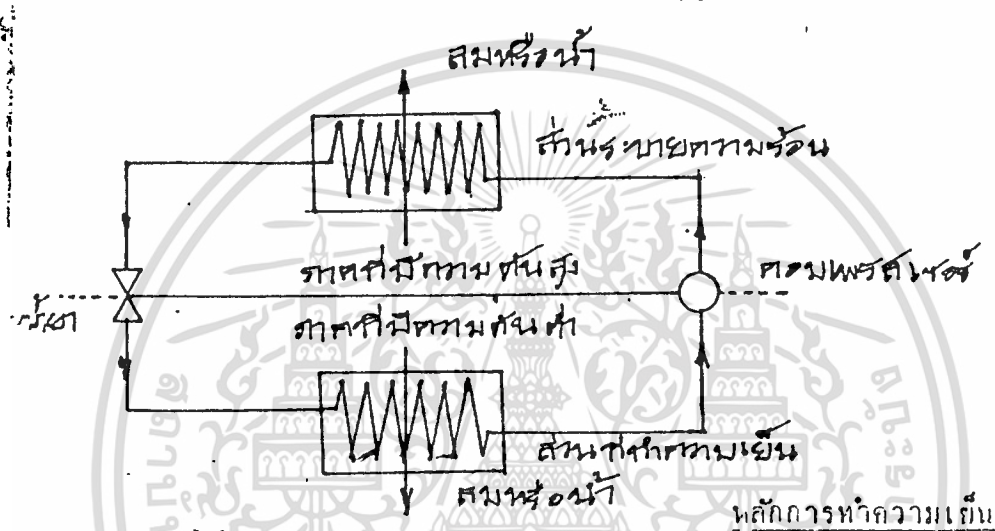 ลมหรือน้ำ
ส่วนระบายความร้อน
ภาคที่มีความดันสูง
คอมเพรสเซอร์
ภาคที่มีความดันต่ำ
ส่วนที่ทำความเย็น
ลมหรือน้ำ
หลักการทำความเย็น